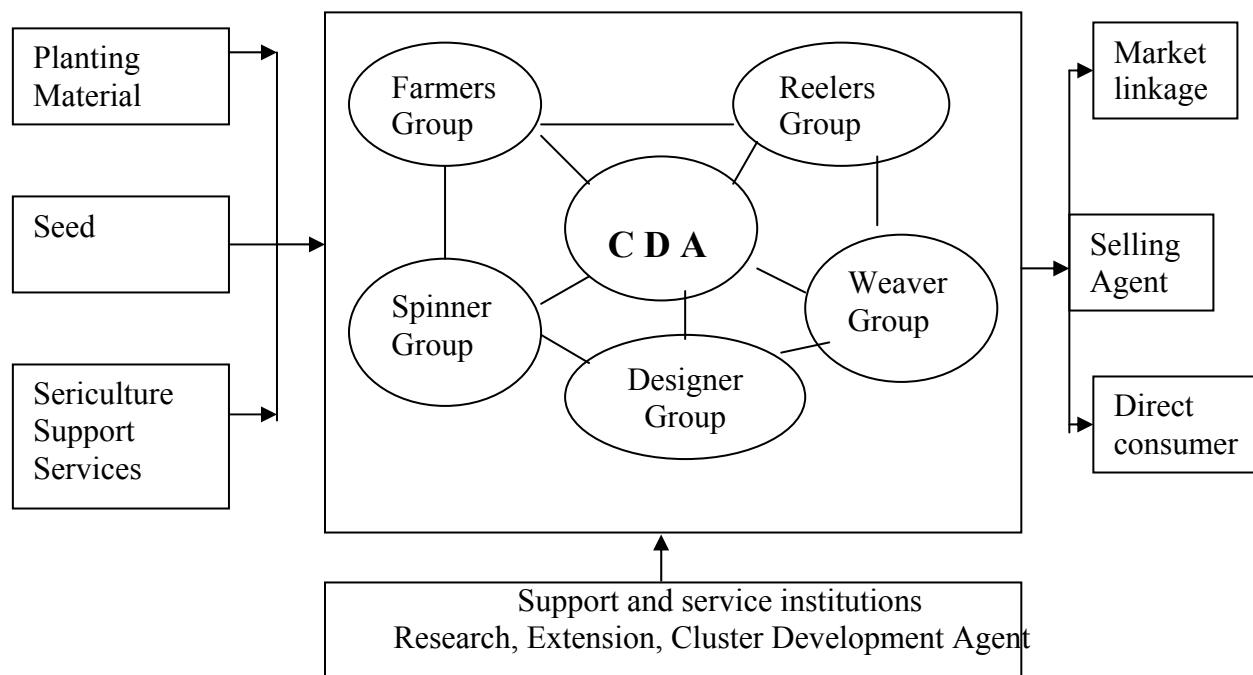 Planting
Material
Seed
Sericulture
Support
Services
Farmers
Group
Reelers
Group
C D A
Spinner
Group
Weaver
Group
Designer
Group
Market
linkage
Selling
Agent
Direct
consumer
Support and service institutions
Research, Extension, Cluster Development Agent